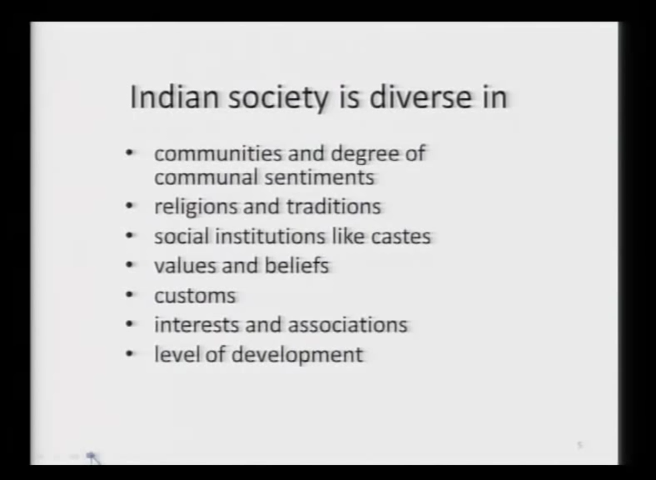 Indian society is diverse in
• communities and degree of
communal sentiments
• religions and traditions
• social institutions like castes
• values and beliefs
• customs
• interests and associations
• level of development
5